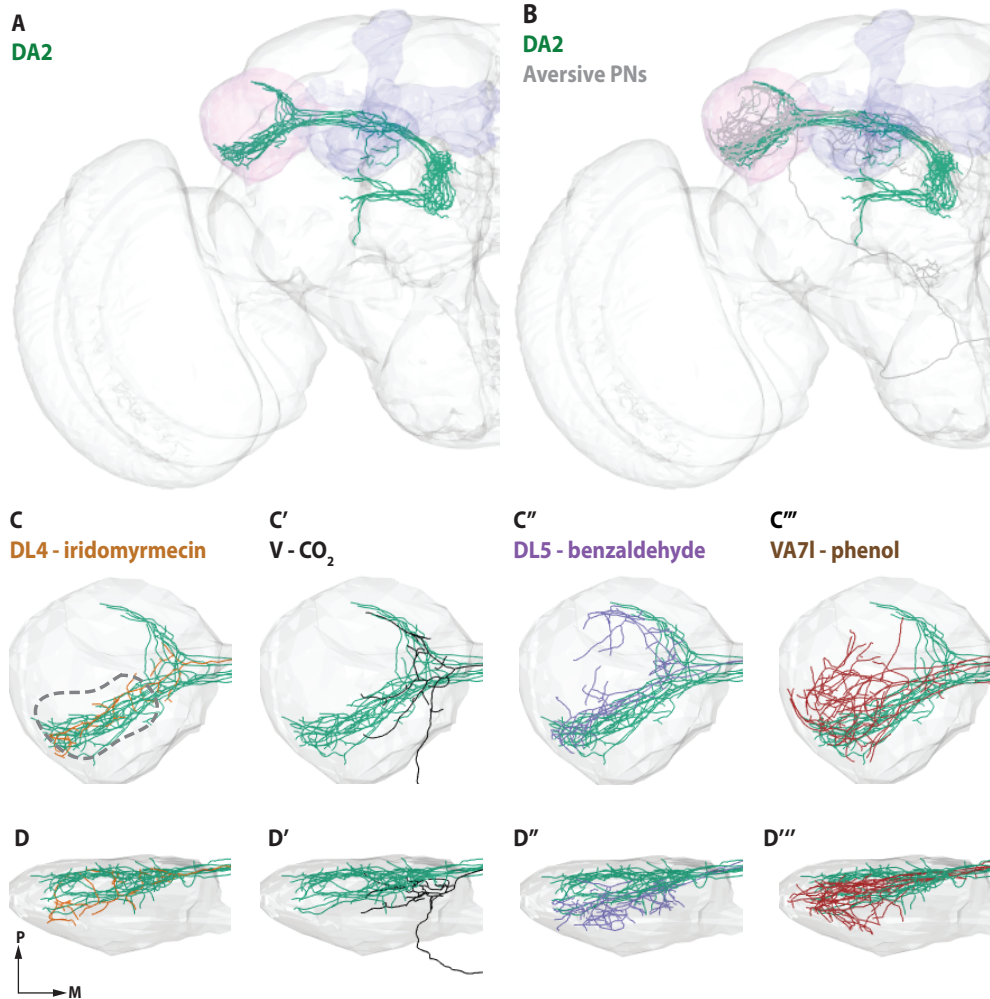 A
DA2
B
DA2
Aversive PNs
C
DL4 - iridomyrmecin
C'
V - CO₂
C''
DL5 - benzaldehyde
C'''
VA7l - phenol
D
D'
D''
D'''
P
M